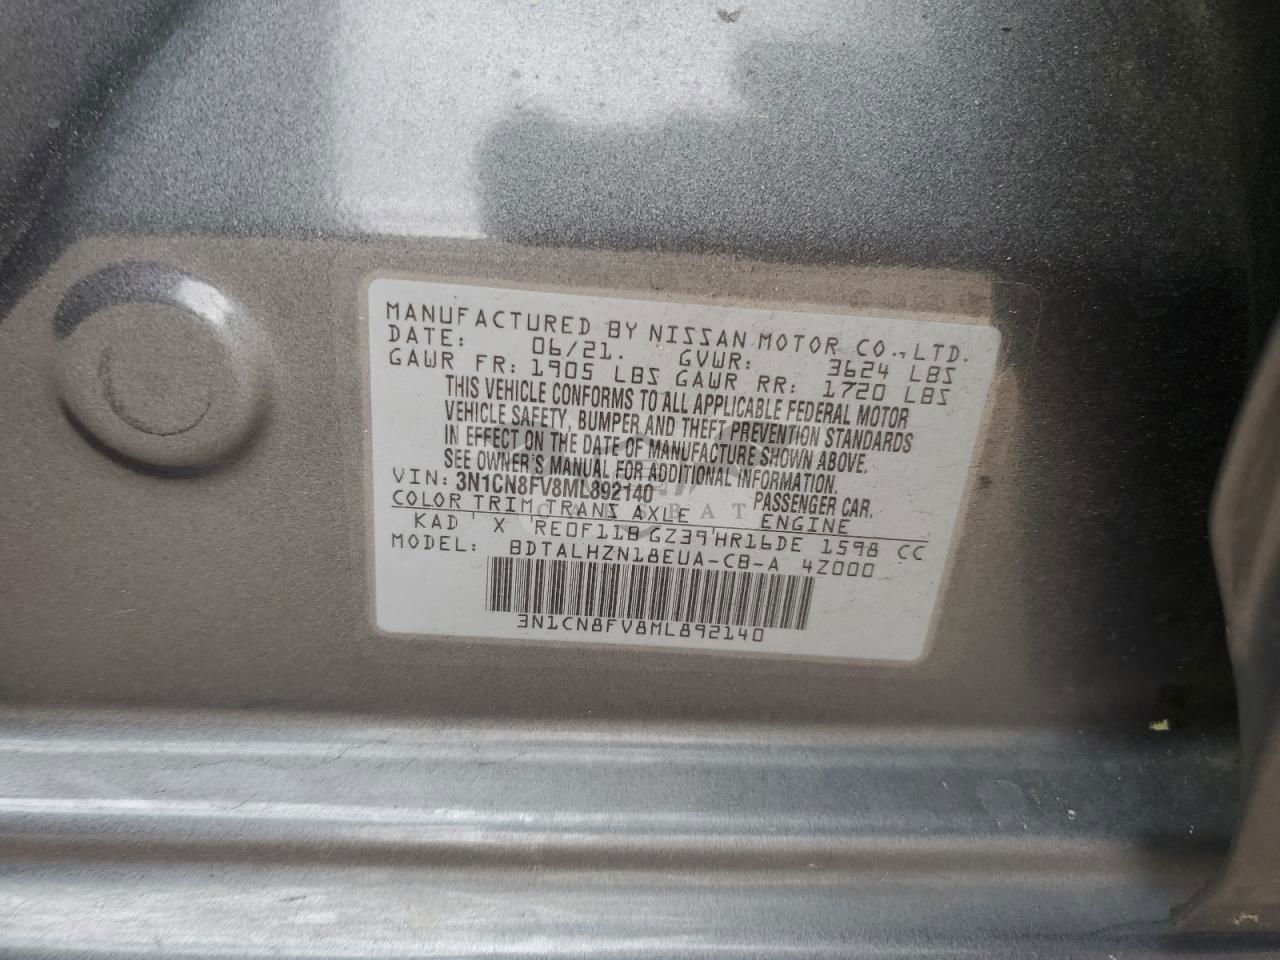 MANUFACTURED BY NISSAN MOTOR CO.,LTD.
DATE: 06/21. GVWR: 3624 LBS
GAWR FR: 1905 LBS GAWR RR: 1720 LBS
THIS VEHICLE CONFORMS TO ALL APPLICABLE FEDERAL MOTOR
VEHICLE SAFETY, BUMPER AND THEFT PREVENTION STANDARDS
IN EFFECT ON THE DATE OF MANUFACTURE SHOWN ABOVE.
SEE OWNER'S MANUAL FOR ADDITIONAL INFORMATION.
VIN: 3N1CN8FV8ML892140 PASSENGER CAR.
COLOR TRIM TRANS AXLE ENGINE
KAD X RE0F11B GZ39 HR16DE 1598 CC
MODEL: BDTALHZN18EUA-CB-A 4Z000
3N1CN8FV8ML892140